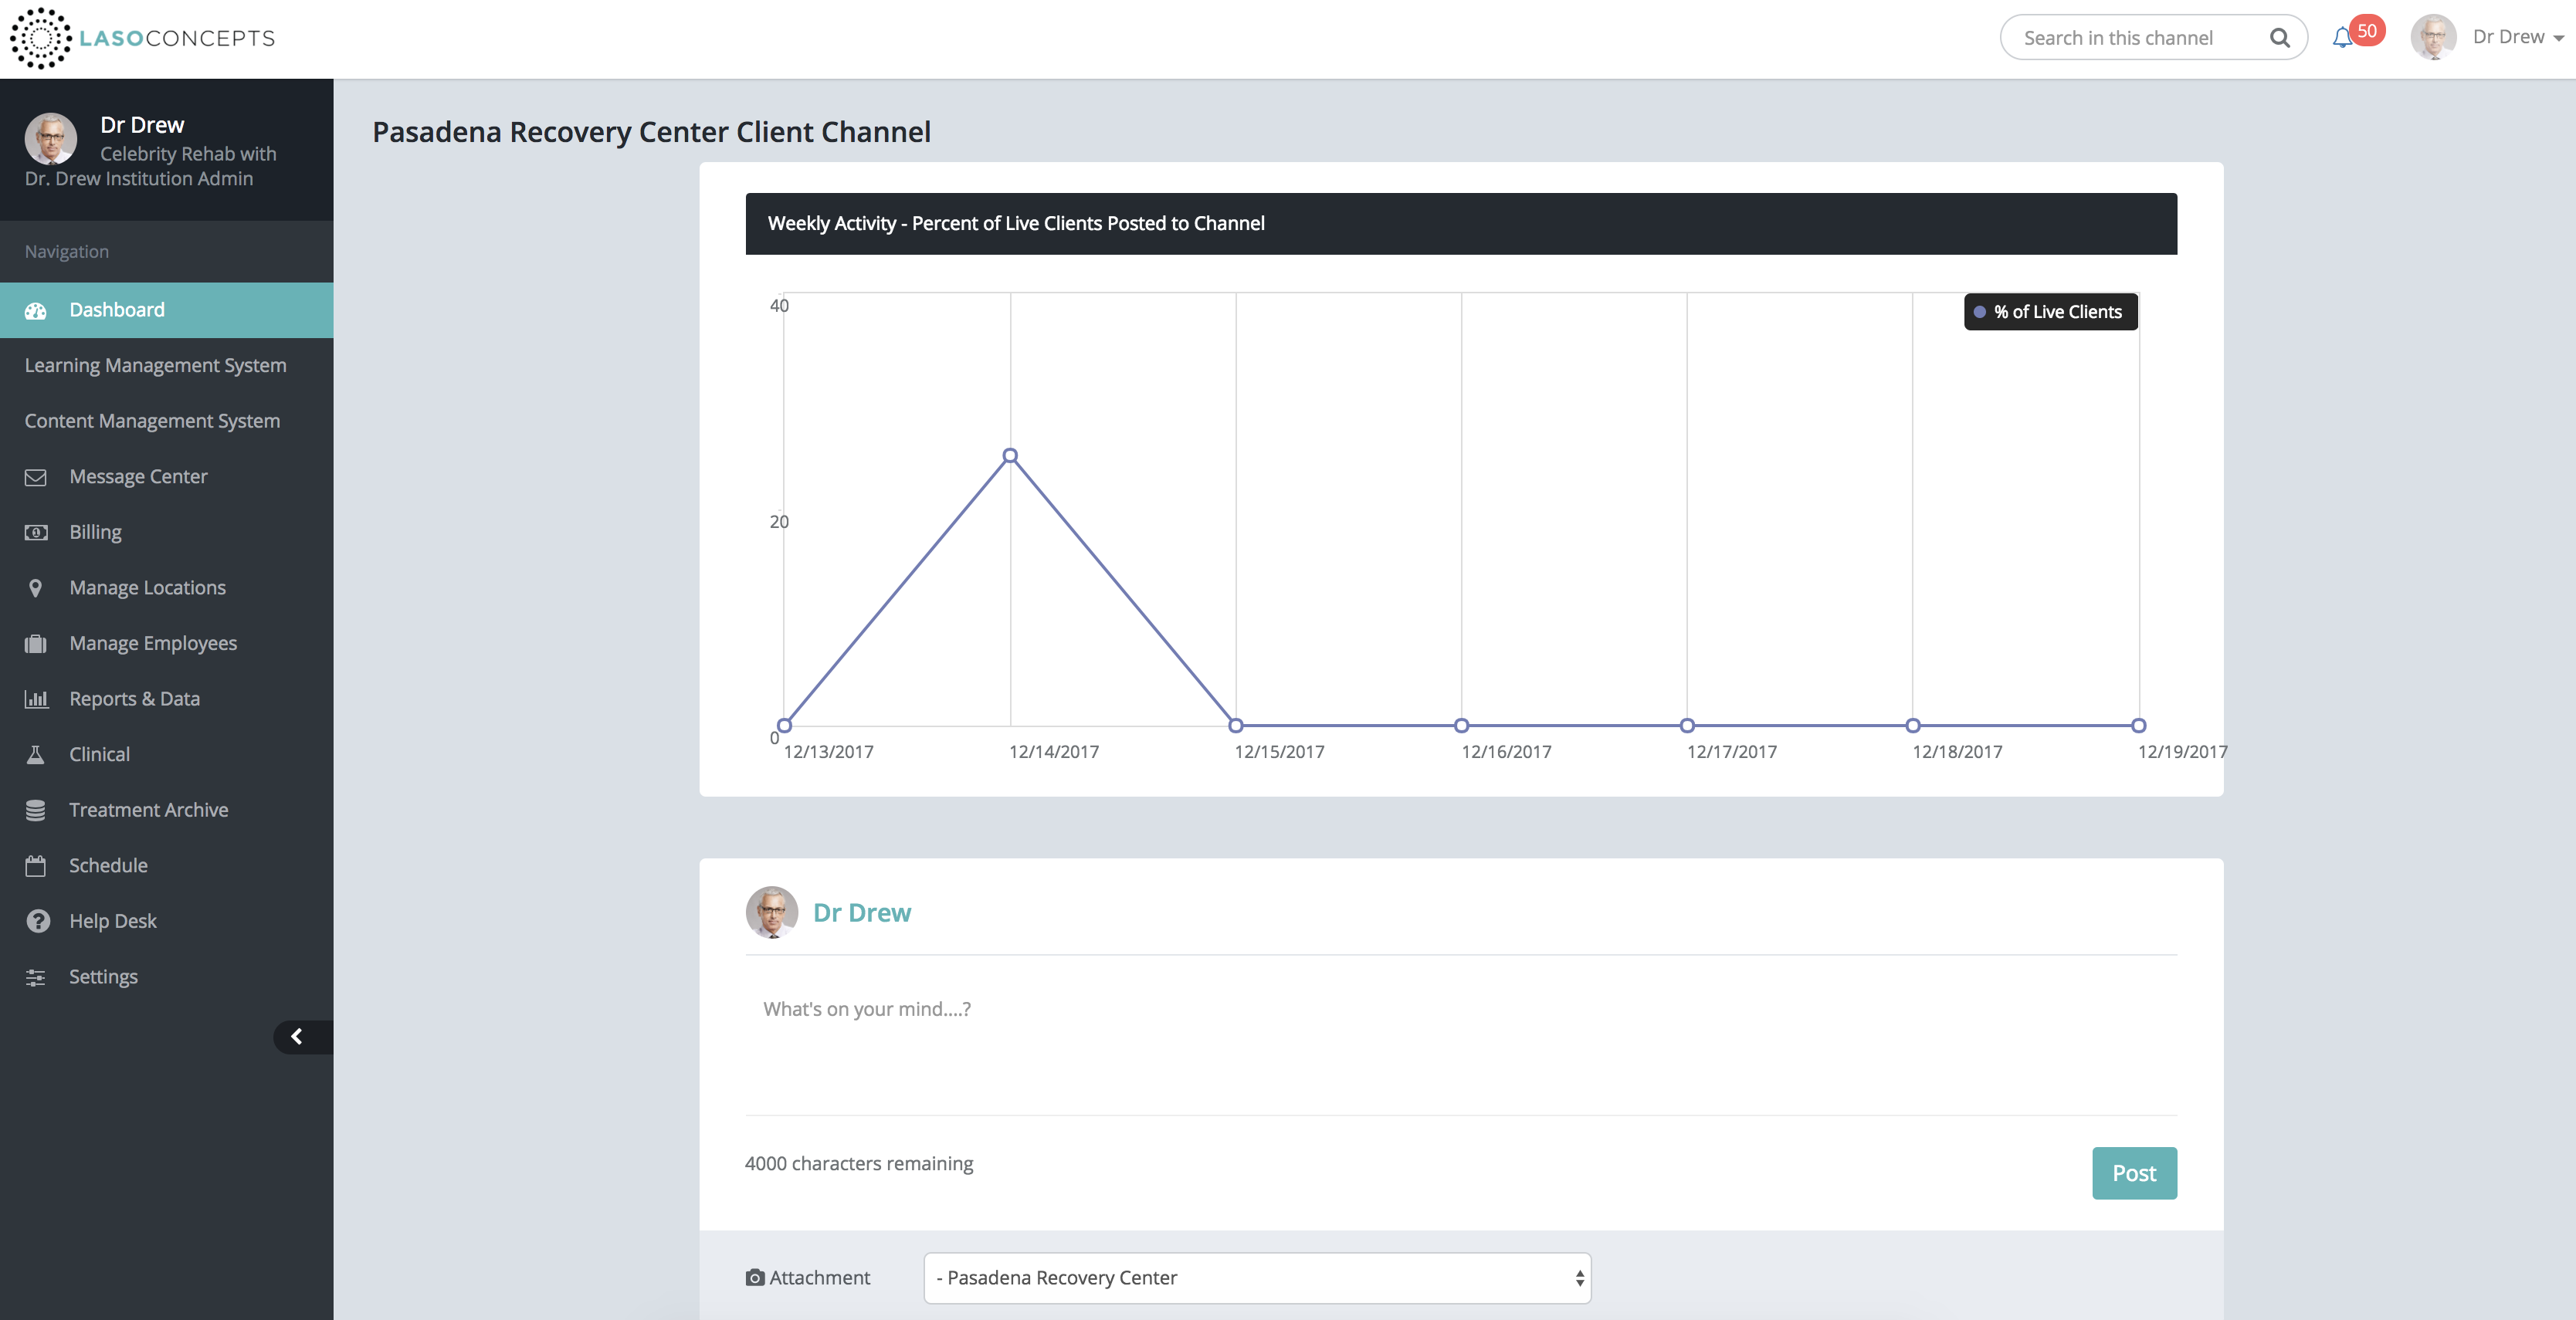 LASOCONCEPTS
Search in this channel
50
Dr Drew
Dr Drew
Celebrity Rehab with
Dr. Drew Institution Admin
Navigation
Dashboard
Learning Management System
Content Management System
Message Center
Billing
Manage Locations
Manage Employees
Reports & Data
Clinical
Treatment Archive
Schedule
Help Desk
Settings
Pasadena Recovery Center Client Channel
Weekly Activity - Percent of Live Clients Posted to Channel
40
% of Live Clients
20
0
12/13/2017 12/14/2017 12/15/2017 12/16/2017 12/17/2017 12/18/2017 12/19/2017
Dr Drew
What's on your mind....?
4000 characters remaining
Post
Attachment
- Pasadena Recovery Center